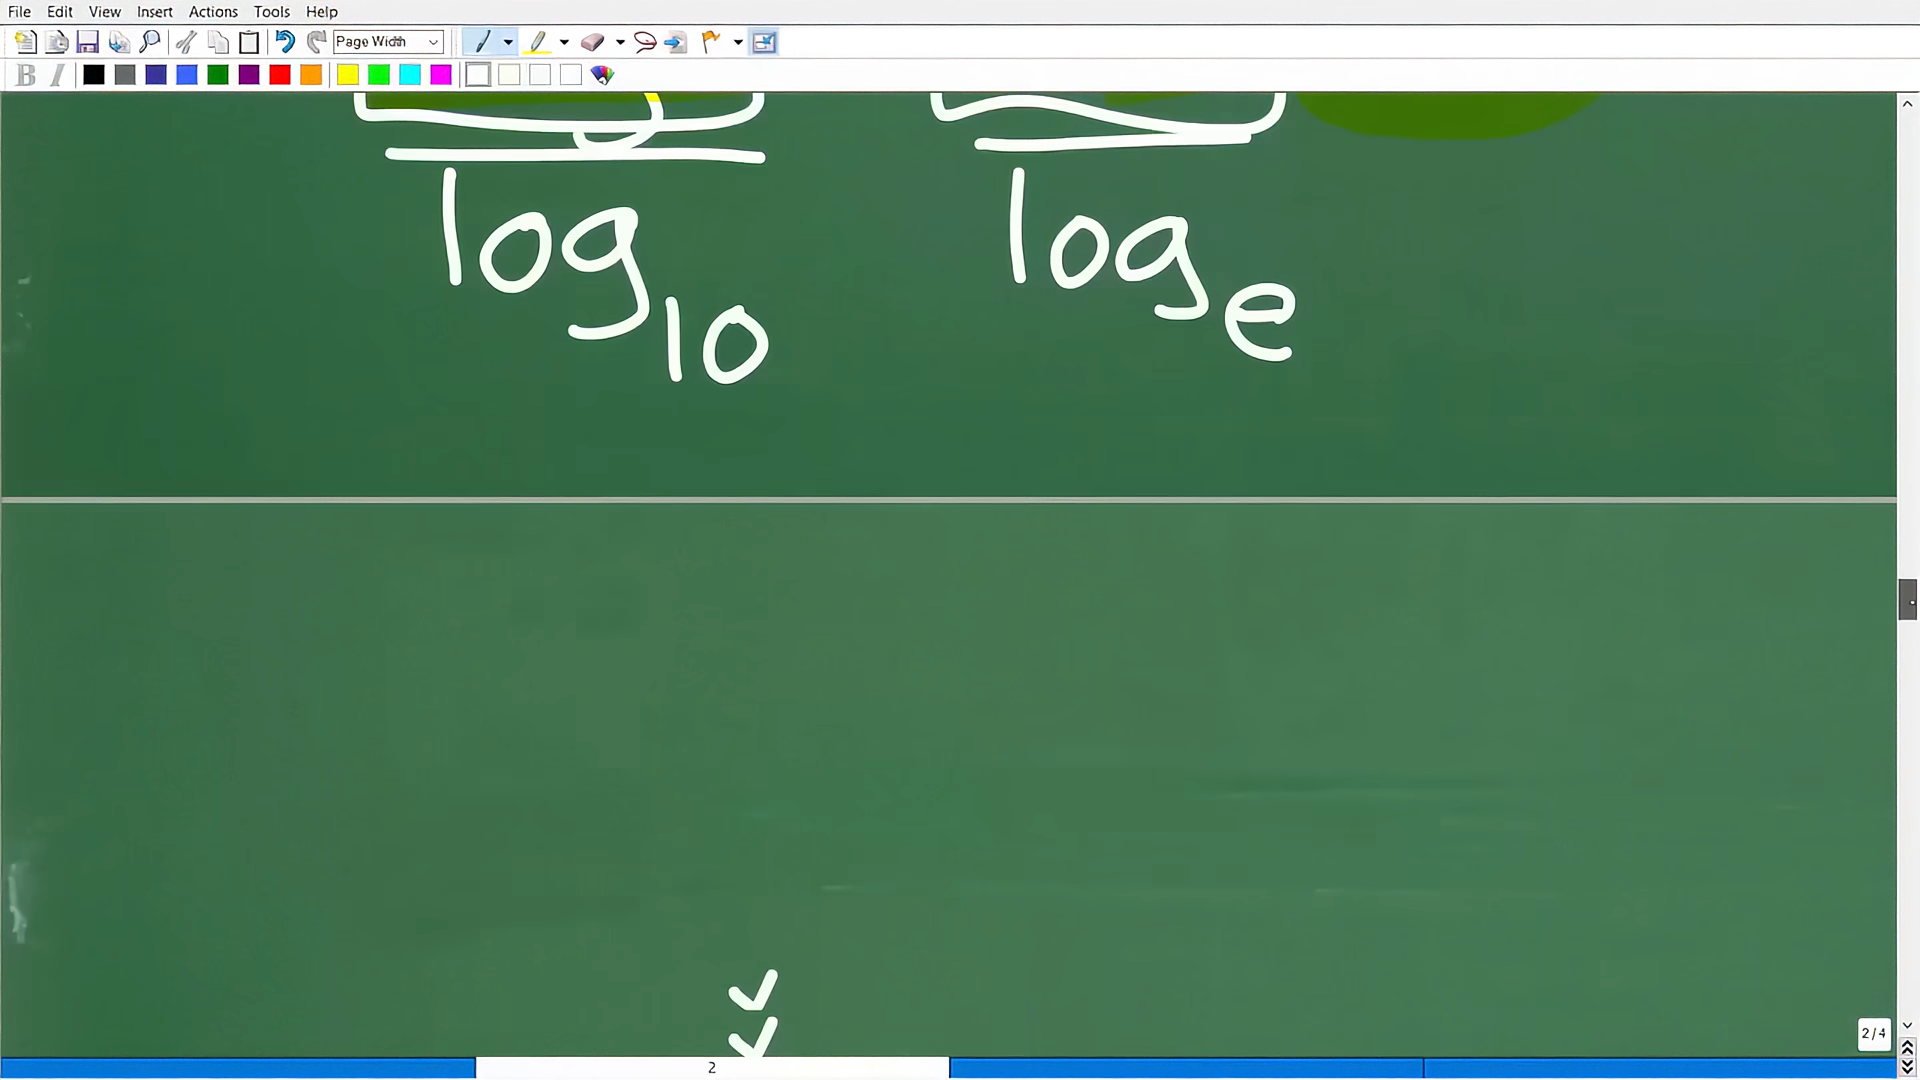 File Edit View Insert Actions Tools Help
Page Width
B I
log10 loge
2/4
2